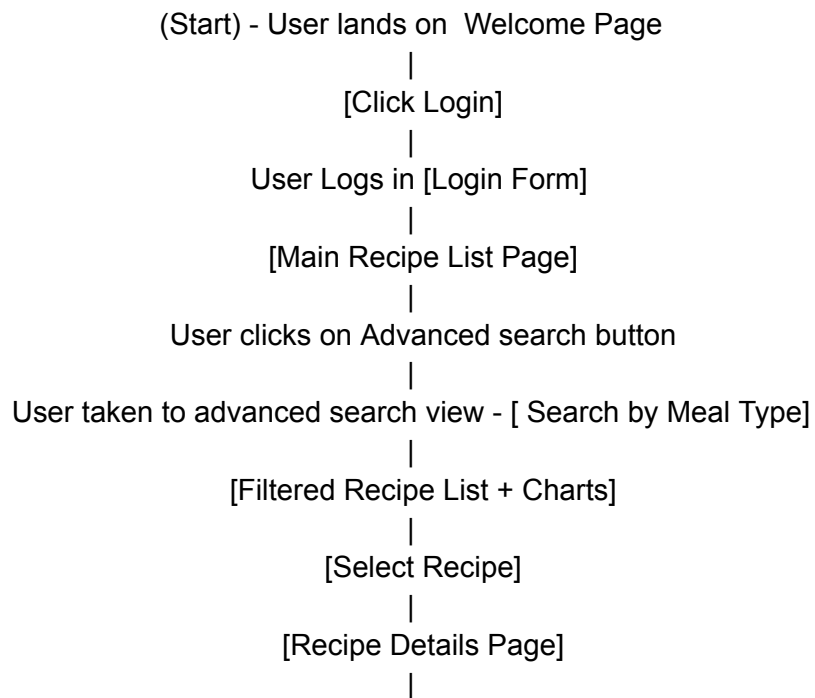 (Start) - User lands on  Welcome Page
|
[Click Login]
|
User Logs in [Login Form]
|
[Main Recipe List Page]
|
User clicks on Advanced search button
|
User taken to advanced search view - [ Search by Meal Type]
|
[Filtered Recipe List + Charts]
|
[Select Recipe]
|
[Recipe Details Page]
|